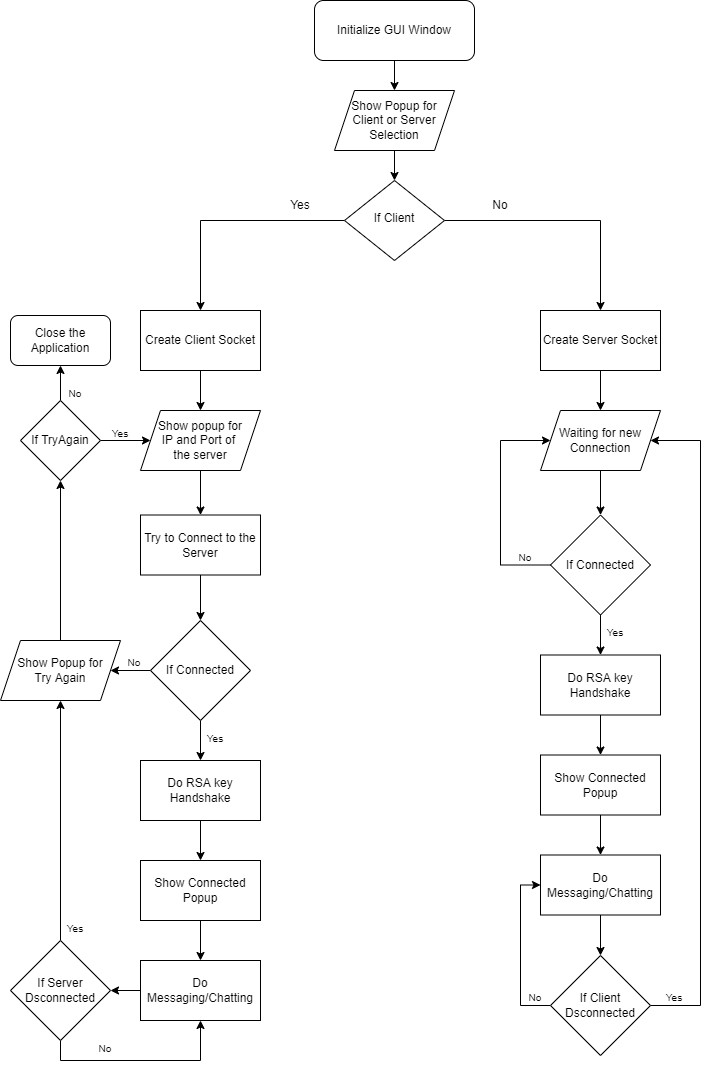 Initialize GUI Window
Show Popup for
Client or Server
Selection
Yes
If Client
No
Create Client Socket
Create Server Socket
Close the
Application
No
If TryAgain
Yes
Show popup for
IP and Port of
the server
Waiting for new
Connection
Try to Connect to the
Server
No
If Connected
Yes
Show Popup for
Try Again
No
If Connected
Yes
Do RSA key
Handshake
Do RSA key
Handshake
Show Connected
Popup
Show Connected
Popup
Do
Messaging/Chatting
Yes
If Server
Dsconnected
Do
Messaging/Chatting
No
No
If Client
Dsconnected
Yes